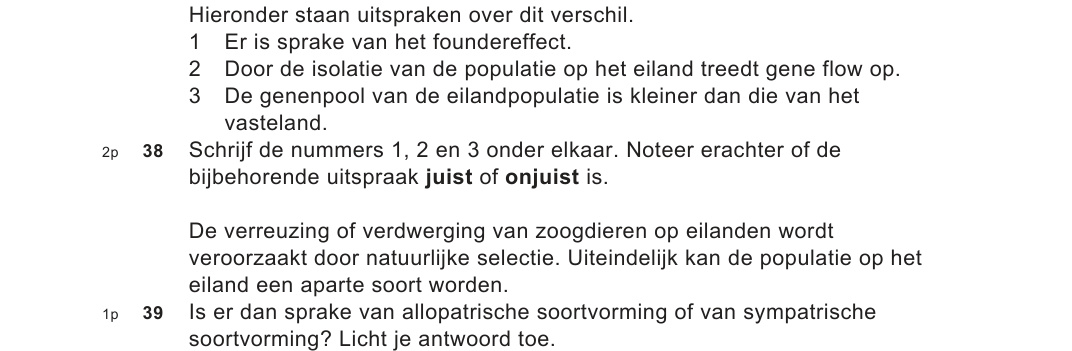 Hieronder staan uitspraken over dit verschil.
1 Er is sprake van het foundereffect.
2 Door de isolatie van de populatie op het eiland treedt gene flow op.
3 De genenpool van de eilandpopulatie is kleiner dan die van het
vasteland.
2p 38 Schrijf de nummers 1, 2 en 3 onder elkaar. Noteer erachter of de
bijbehorende uitspraak juist of onjuist is.
De verreuzing of verdwerging van zoogdieren op eilanden wordt
veroorzaakt door natuurlijke selectie. Uiteindelijk kan de populatie op het
eiland een aparte soort worden.
1p 39 Is er dan sprake van allopatrische soortvorming of van sympatrische
soortvorming? Licht je antwoord toe.